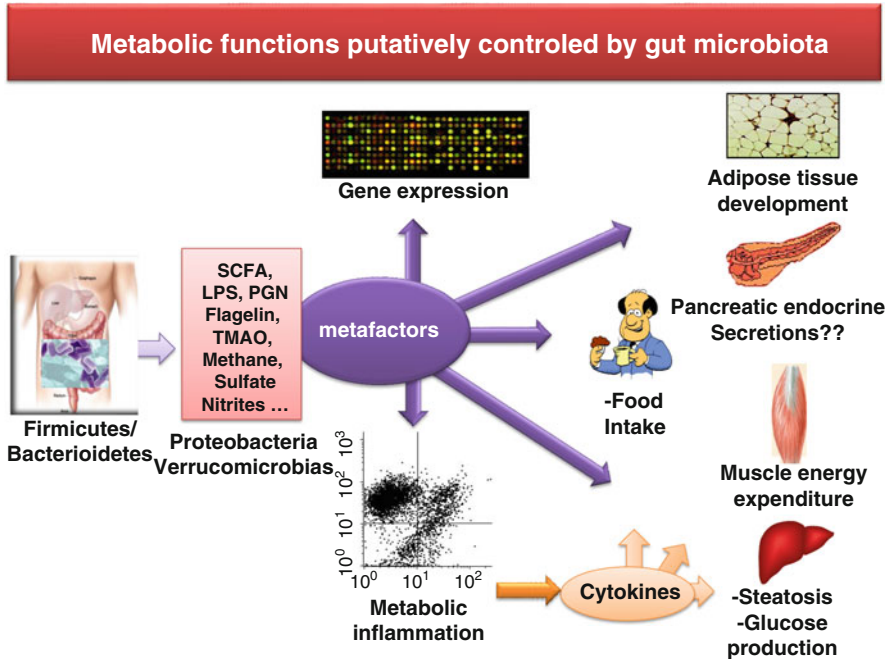 Metabolic functions putatively controled by gut microbiota
Gene expression
Adipose tissue
development
SCFA,
LPS, PGN
Flagelin,
TMAO,
Methane,
Sulfate
Nitrites ...
metafactors
Pancreatic endocrine
Secretions??
-Food
Intake
Firmicutes/
Bacterioidetes
Proteobacteria
Verrucomicrobias
Muscle energy
expenditure
10³
10²
10¹
10⁰
10⁰ 10¹ 10²
Metabolic
inflammation
Cytokines
-Steatosis
-Glucose
production